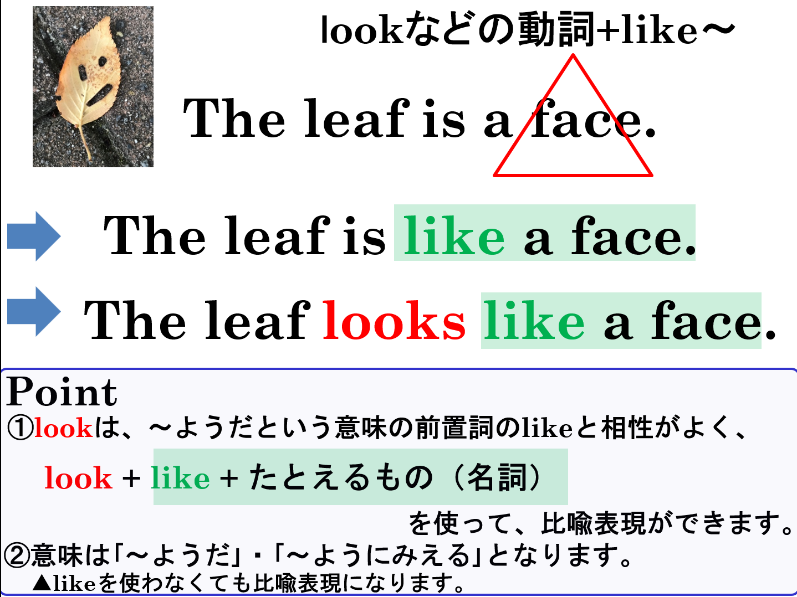 lookなどの動詞+like～
The leaf is a face.
The leaf is like a face.
The leaf looks like a face.
Point
①lookは、～ようだという意味の前置詞のlikeと相性がよく、
look + like + たとえるもの（名詞）
を使って、比喩表現ができます。
②意味は「～ようだ」・「～ようにみえる」となります。
▲likeを使わなくても比喩表現になります。